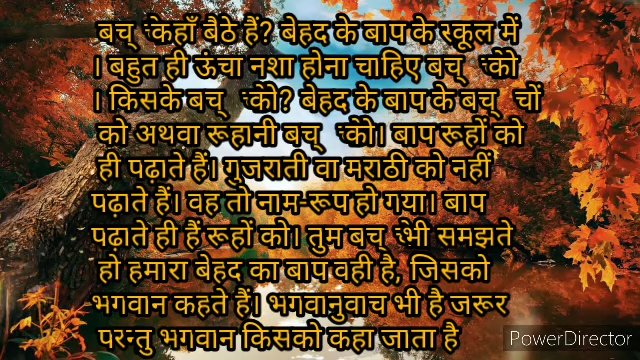 बच्चे कहाँ बैठे हैं? बेहद के बाप के स्कूल में
। बहुत ही ऊंचा नशा होना चाहिए बच्चों को
। किसके बच्चों को? बेहद के बाप के बच्चों
को अथवा रूहानी बच्चों को। बाप रूहों को
ही पढ़ाते हैं। गुजराती वा मराठी को नहीं
पढ़ाते हैं। वह तो नाम-रूप हो गया। बाप
पढ़ाते ही हैं रूहों को। तुम बच्चे भी समझते
हो हमारा बेहद का बाप वही है, जिसको
भगवान कहते हैं। भगवानुवाच भी है जरूर
परन्तु भगवान किसको कहा जाता है
PowerDirector